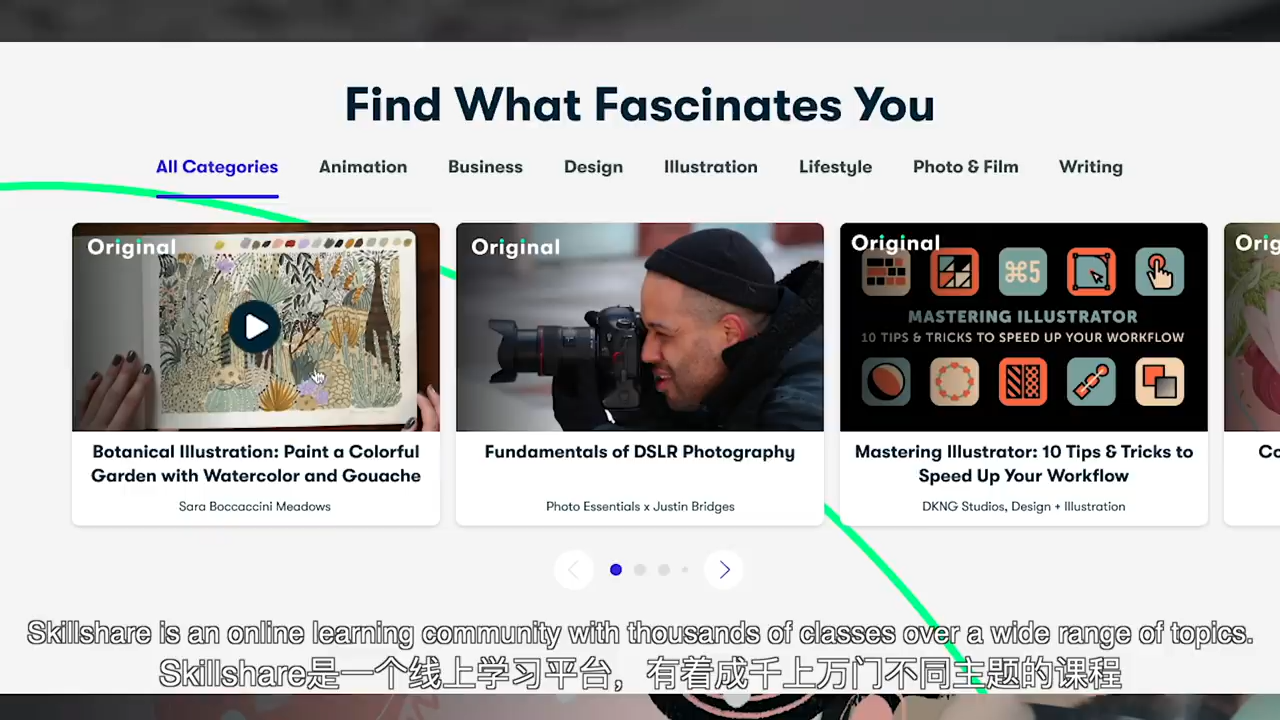 Find What Fascinates You
All Categories
Animation
Business
Design
Illustration
Lifestyle
Photo & Film
Writing
Original
Botanical Illustration: Paint a Colorful
Garden with Watercolor and Gouache
Sara Boccaccini Meadows
Original
Fundamentals of DSLR Photography
Photo Essentials x Justin Bridges
Original
⌘5
MASTERING ILLUSTRATOR
10 TIPS & TRICKS TO SPEED UP YOUR WORKFLOW
Mastering Illustrator: 10 Tips & Tricks to
Speed Up Your Workflow
DKNG Studios, Design + Illustration
Skillshare is an online learning community with thousands of classes over a wide range of topics.
Skillshare是一个线上学习平台，有着成千上万门不同主题的课程